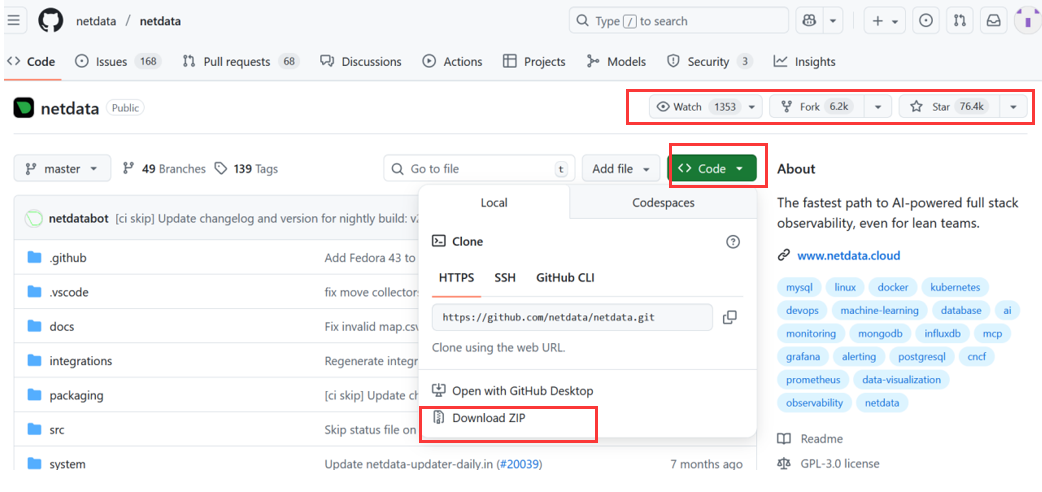 netdata / netdata
Type / to search
Code Issues 168 Pull requests 68 Discussions Actions Projects Models Security 3 Insights
netdata Public
Watch 1353 Fork 6.2k Star 76.4k
master 49 Branches 139 Tags Go to file t Add file Code
netdatabot [ci skip] Update changelog and version for nightly build:
.github Add Fedora 43 to
.vscode fix move collectors
docs Fix invalid map.csv
integrations Regenerate integr
packaging [ci skip] Update
src Skip status file on
system Update netdata-updater-daily.in (#20039) 7 months ago
Local Codespaces
Clone
HTTPS SSH GitHub CLI
https://github.com/netdata/netdata.git
Clone using the web URL.
Open with GitHub Desktop
Download ZIP
About
The fastest path to AI-powered full stack
observability, even for lean teams.
www.netdata.cloud
mysql linux docker kubernetes
devops machine-learning database ai
monitoring mongodb influxdb mcp
grafana alerting postgresql cncf
prometheus data-visualization
observability netdata
Readme
GPL-3.0 license